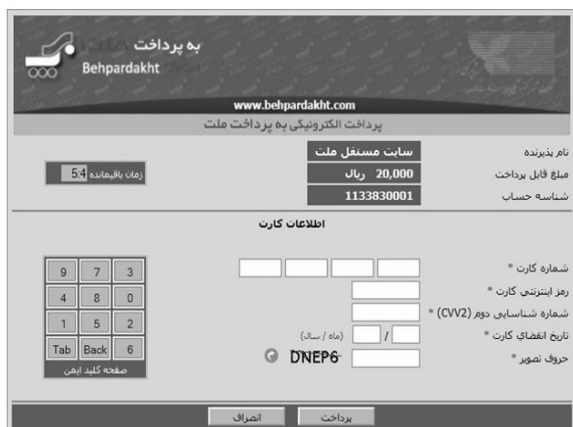 به پرداخت ملت
Behpardakht
www.behpardakht.com
پرداخت الکترونیکی به پرداخت ملت
نام پذیرنده سایت مستقل ملت
مبلغ قابل پرداخت 20,000 ریال
زمان باقیمانده 5:4
شناسه حساب 1133830001
اطلاعات کارت
شماره کارت *
رمز اینترنتی کارت *
شماره شناسایی دوم (CVV2) *
تاریخ انقضای کارت * / (ماه / سال)
حروف تصویر * DNEP6
9 7 3
4 8 0
1 5 2
Tab Back 6
صفحه کلید ایمن
پرداخت انصراف